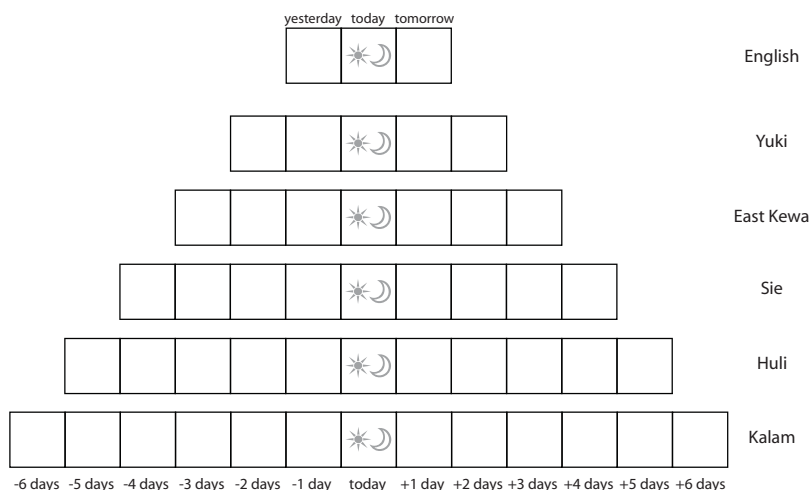 yesterday today tomorrow
English
Yuki
East Kewa
Sie
Huli
Kalam
-6 days -5 days -4 days -3 days -2 days -1 day today +1 day +2 days +3 days +4 days +5 days +6 days